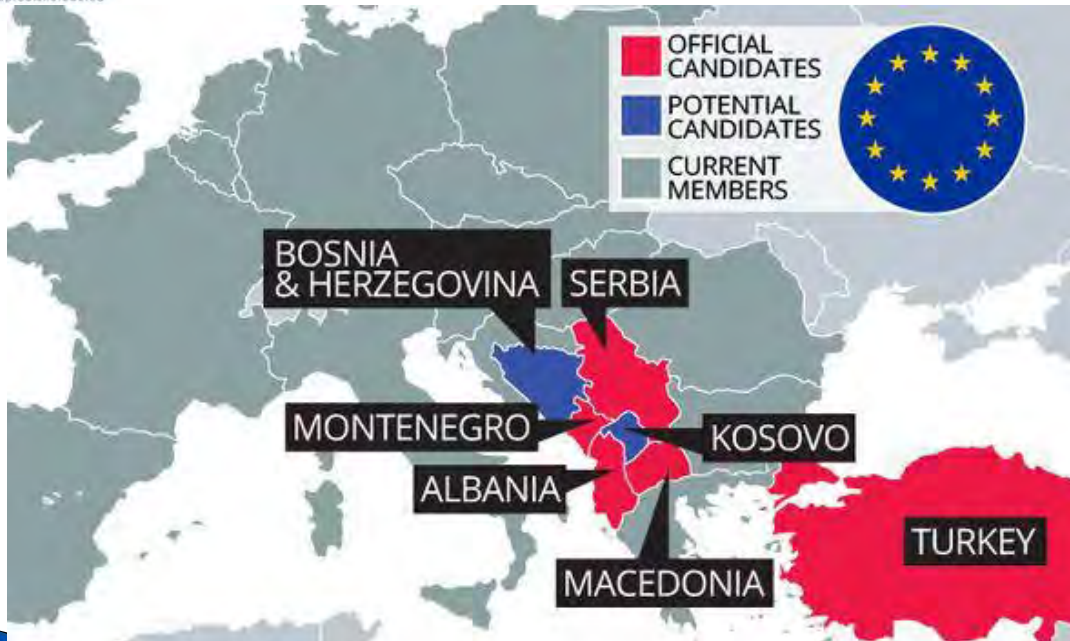 OFFICIAL
CANDIDATES
POTENTIAL
CANDIDATES
CURRENT
MEMBERS
BOSNIA
& HERZEGOVINA
SERBIA
MONTENEGRO
KOSOVO
ALBANIA
TURKEY
MACEDONIA